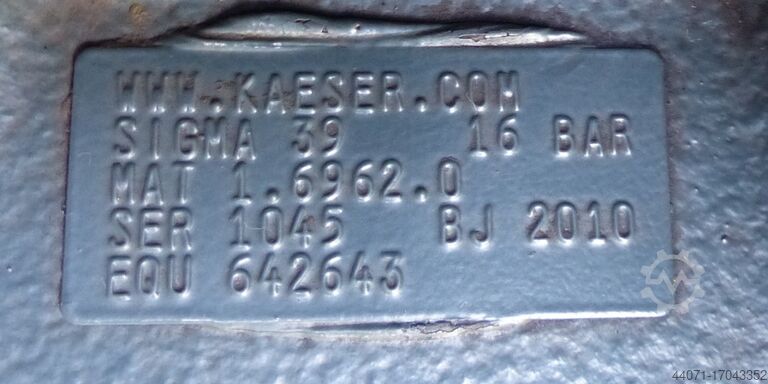 WWW.KAESER.COM
SIGMA 39 16 BAR
MAT 1.6962.0
SER 1045 BJ 2010
EQU 642643
44071-17043352